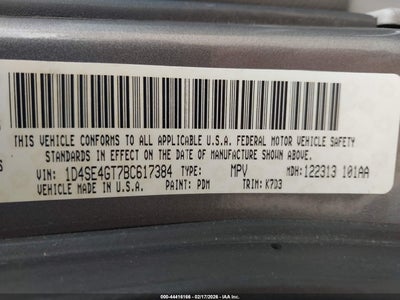 THIS VEHICLE CONFORMS TO ALL APPLICABLE U.S.A. FEDERAL MOTOR VEHICLE SAFETY
STANDARDS IN EFFECT ON THE DATE OF MANUFACTURE SHOWN ABOVE.
VIN: 1D4SE4GT7BC617384 TYPE: MPV MDH:122313 101AA
VEHICLE MADE IN U.S.A. PAINT: PDM TRIM: K7D3
000-44416166 - 02/17/2026 - IAA Inc.